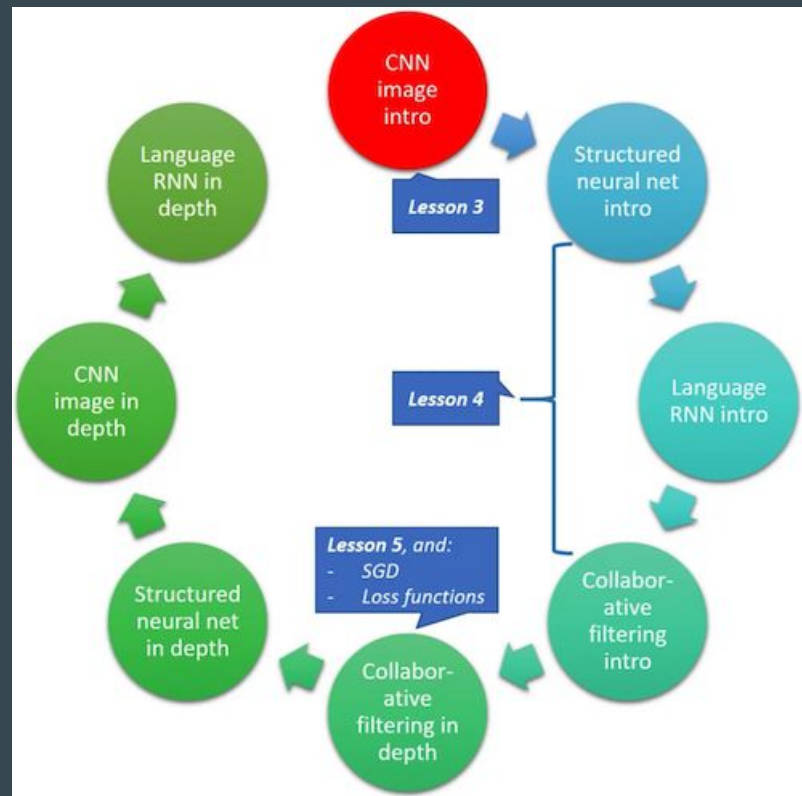 CNN
image
intro
Structured
neural net
intro
Lesson 3
Language
RNN intro
Lesson 4
Collabor-
ative
filtering
intro
Lesson 5, and:
- SGD
- Loss functions
Collabor-
ative
filtering in
depth
Structured
neural net
in depth
CNN
image in
depth
Language
RNN in
depth